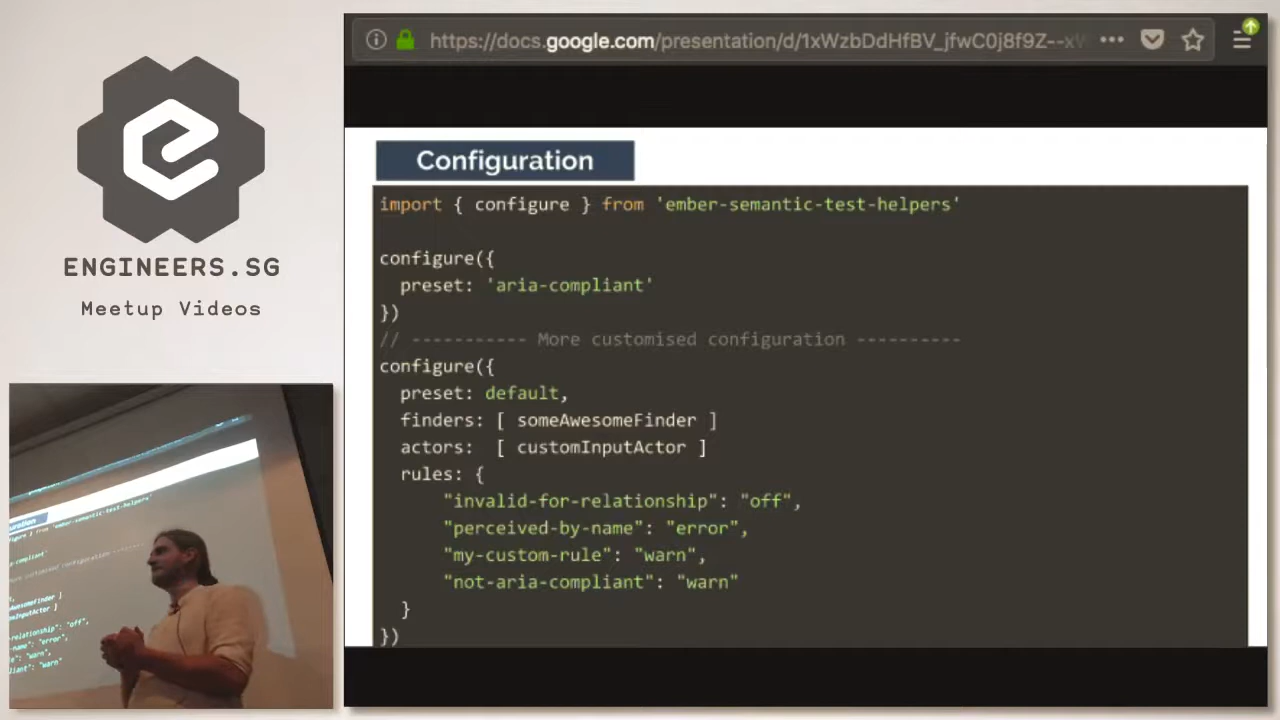 ENGINEERS.SG
Meetup Videos
https://docs.google.com/presentation/d/1xWzbDdHfBV_jfwC0j8f9Z--xW
Configuration
import { configure } from 'ember-semantic-test-helpers'
configure({
preset: 'aria-compliant'
})
// ----------- More customised configuration ----------
configure({
preset: default,
finders: [ someAwesomeFinder ]
actors: [ customInputActor ]
rules: {
"invalid-for-relationship": "off",
"perceived-by-name": "error",
"my-custom-rule": "warn",
"not-aria-compliant": "warn"
}
})